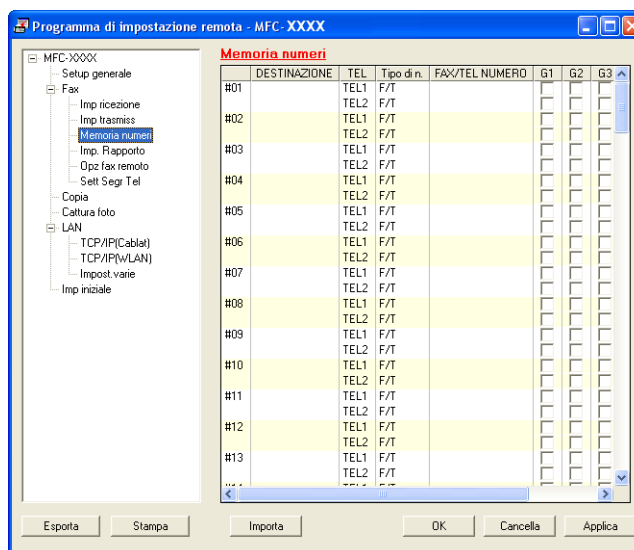 Programma di impostazione remota - MFC-XXXX
MFC-XXXX
Setup generale
Fax
Imp ricezione
Imp trasmiss
Memoria numeri
Imp. Rapporto
Opz fax remoto
Sett Segr Tel
Copia
Cattura foto
LAN
TCP/IP(Cablat)
TCP/IP(WLAN)
Impost.varie
Imp iniziale
Memoria numeri
DESTINAZIONE TEL Tipo di n. FAX/TEL NUMERO G1 G2 G3
#01 TEL1 F/T
TEL2 F/T
#02 TEL1 F/T
TEL2 F/T
#03 TEL1 F/T
TEL2 F/T
#04 TEL1 F/T
TEL2 F/T
#05 TEL1 F/T
TEL2 F/T
#06 TEL1 F/T
TEL2 F/T
#07 TEL1 F/T
TEL2 F/T
#08 TEL1 F/T
TEL2 F/T
#09 TEL1 F/T
TEL2 F/T
#10 TEL1 F/T
TEL2 F/T
#11 TEL1 F/T
TEL2 F/T
#12 TEL1 F/T
TEL2 F/T
#13 TEL1 F/T
TEL2 F/T
Esporta Stampa Importa OK Cancella Applica